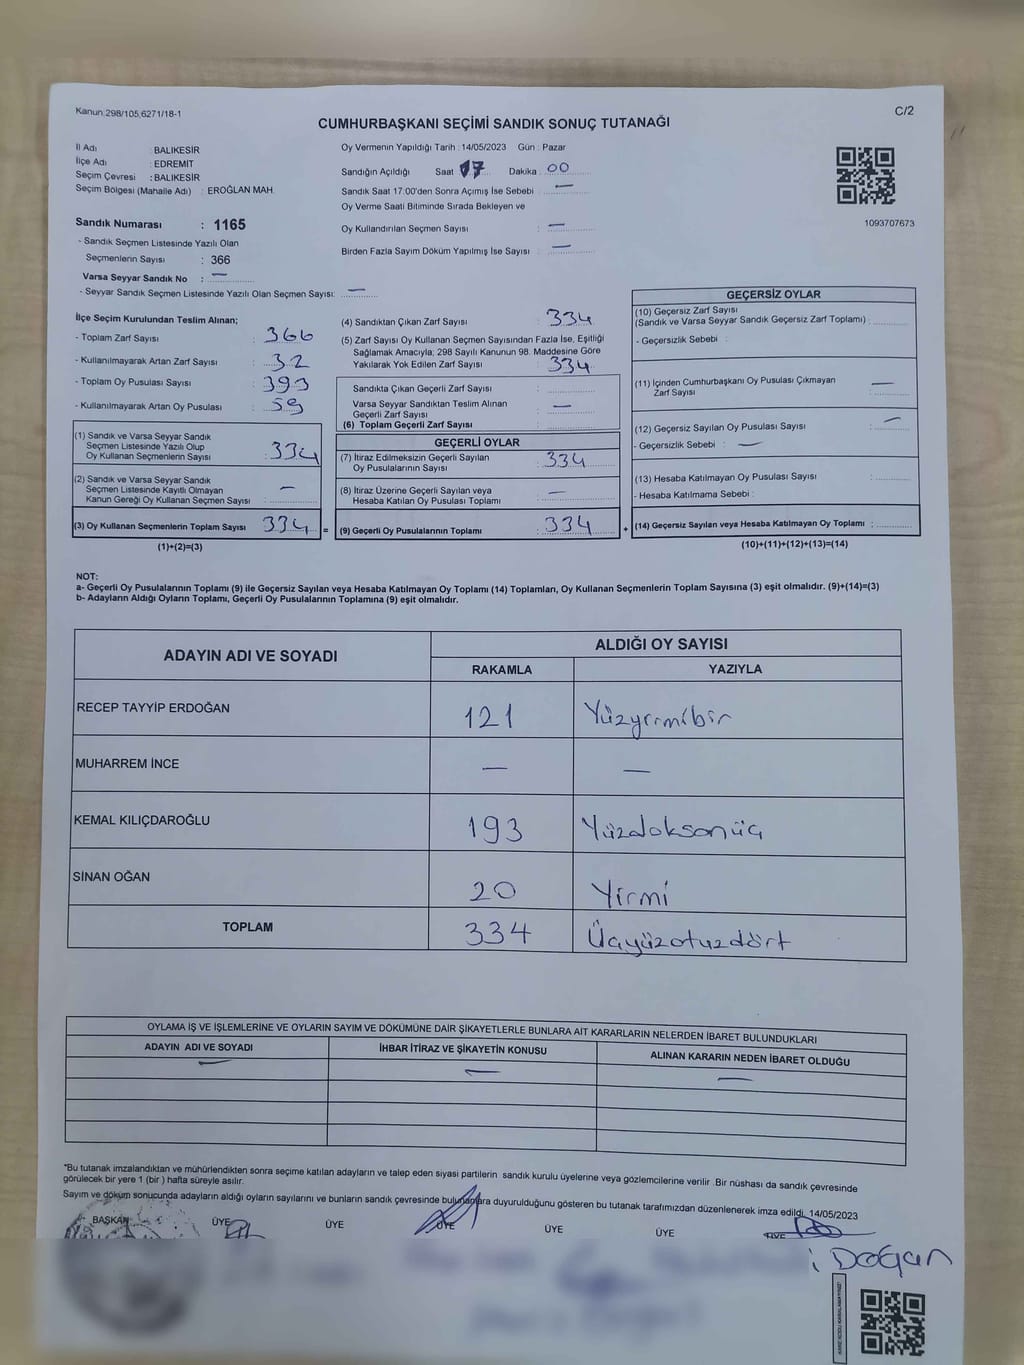 Kanun:298/105,6271/18-1
C/2
CUMHURBAŞKANI SEÇİMİ SANDIK SONUÇ TUTANAĞI
İl Adı : BALIKESİR
İlçe Adı : EDREMIT
Seçim Çevresi : BALIKESİR
Seçim Bölgesi (Mahalle Adı) : EROĞLAN MAH.
Sandık Numarası : 1165
- Sandık Seçmen Listesinde Yazılı Olan
Seçmenlerin Sayısı : 366
Varsa Seyyar Sandık No : —
- Seyyar Sandık Seçmen Listesinde Yazılı Olan Seçmen Sayısı: —
Oy Vermenin Yapıldığı Tarih : 14/05/2023 Gün : Pazar
Sandığın Açıldığı Saat 17 Dakika : 00
Sandık Saat 17:00'den Sonra Açımış İse Sebebi : —
Oy Verme Saati Bitiminde Sırada Bekleyen ve
Oy Kullandırılan Seçmen Sayısı : —
Birden Fazla Sayım Döküm Yapılmış İse Sayısı : —
1093707673
İlçe Seçim Kurulundan Teslim Alınan;
- Toplam Zarf Sayısı : 366
- Kullanılmayarak Artan Zarf Sayısı : 32
- Toplam Oy Pusulası Sayısı : 393
- Kullanılmayarak Artan Oy Pusulası : 59
(1) Sandık ve Varsa Seyyar Sandık
Seçmen Listesinde Yazılı Olup
Oy Kullanan Seçmenlerin Sayısı : 334
(2) Sandık ve Varsa Seyyar Sandık
Seçmen Listesinde Kayıtlı Olmayan
Kanun Gereği Oy Kullanan Seçmen Sayısı : —
(3) Oy Kullanan Seçmenlerin Toplam Sayısı 334 =
(1)+(2)=(3)
(4) Sandıktan Çıkan Zarf Sayısı : 334
(5) Zarf Sayısı Oy Kullanan Seçmen Sayısından Fazla İse, Eşitliği
Sağlamak Amacıyla; 298 Sayılı Kanunun 98. Maddesine Göre
Yakılarak Yok Edilen Zarf Sayısı : 334
Sandıkta Çıkan Geçerli Zarf Sayısı :
Varsa Seyyar Sandıktan Teslim Alınan
Geçerli Zarf Sayısı : —
(6) Toplam Geçerli Zarf Sayısı :
GEÇERLİ OYLAR
(7) İtiraz Edilmeksizin Geçerli Sayılan
Oy Pusulalarının Sayısı : 334
(8) İtiraz Üzerine Geçerli Sayılan veya
Hesaba Katılan Oy Pusulası Toplamı : —
(9) Geçerli Oy Pusulalarının Toplamı : 334 +
GEÇERSİZ OYLAR
(10) Geçersiz Zarf Sayısı
(Sandık ve Varsa Seyyar Sandık Geçersiz Zarf Toplamı) :
- Geçersizlik Sebebi :
(11) İçinden Cumhurbaşkanı Oy Pusulası Çıkmayan
Zarf Sayısı : —
(12) Geçersiz Sayılan Oy Pusulası Sayısı : —
- Geçersizlik Sebebi : —
(13) Hesaba Katılmayan Oy Pusulası Sayısı :
- Hesaba Katılmama Sebebi :
(14) Geçersiz Sayılan veya Hesaba Katılmayan Oy Toplamı :
(10)+(11)+(12)+(13)=(14)
NOT:
a- Geçerli Oy Pusulalarının Toplamı (9) ile Geçersiz Sayılan veya Hesaba Katılmayan Oy Toplamı (14) Toplamları, Oy Kullanan Seçmenlerin Toplam Sayısına (3) eşit olmalıdır. (9)+(14)=(3)
b- Adayların Aldığı Oyların Toplamı, Geçerli Oy Pusulalarının Toplamına (9) eşit olmalıdır.
ADAYIN ADI VE SOYADI
ALDIĞI OY SAYISI
RAKAMLA YAZIYLA
RECEP TAYYİP ERDOĞAN 121 Yüzyirmibir
MUHARREM İNCE — —
KEMAL KILIÇDAROĞLU 193 Yüzdoksonüç
SİNAN OĞAN 20 Yirmi
TOPLAM 334 Üçyüzotuzdört
OYLAMA İŞ VE İŞLEMLERİNE VE OYLARIN SAYIM VE DÖKÜMÜNE DAİR ŞİKAYETLERLE BUNLARA AİT KARARLARIN NELERDEN İBARET BULUNDUKLARI
ADAYIN ADI VE SOYADI İHBAR İTİRAZ VE ŞİKAYETİN KONUSU ALINAN KARARIN NEDEN İBARET OLDUĞU
— — —
*Bu tutanak imzalandıktan ve mühürlendikten sonra seçime katılan adayların ve talep eden siyasi partilerin sandık kurulu üyelerine veya gözlemcilerine verilir .Bir nüshası da sandık çevresinde
görülecek bir yere 1 (bir ) hafta süreyle asılır.
Sayım ve döküm sonucunda adayların aldığı oyların sayılarını ve bunların sandık çevresinde bulunanlara duyurulduğunu gösteren bu tutanak tarafımızdan düzenlenerek imza edildi. 14/05/2023
BAŞKAN ÜYE ÜYE ÜYE ÜYE ÜYE ÜYE
Doğan